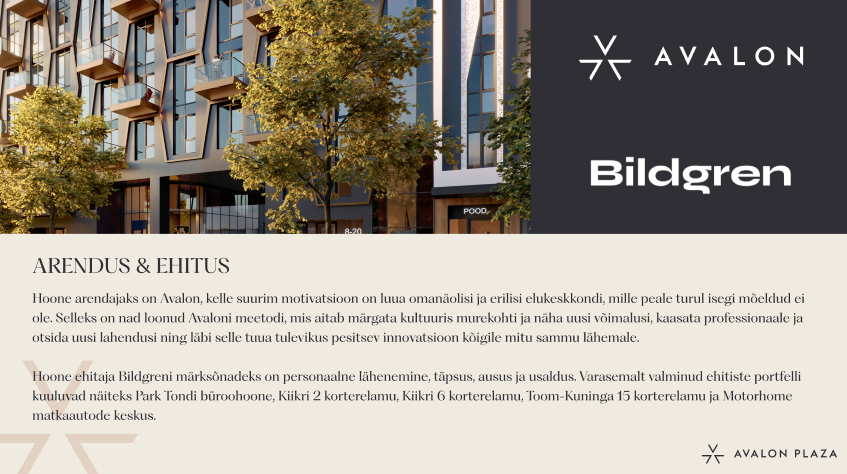 AVALON
Bildgren
POOD
8-20
ARENDUS & EHITUS
Hoone arendajaks on Avalon, kelle suurim motivatsioon on luua omanäolisi ja erilisi elukeskkondi, mille peale turul isegi mõeldud ei
ole. Selleks on nad loonud Avaloni meetodi, mis aitab märgata kultuuris murekohti ja näha uusi võimalusi, kaasata professionaale ja
otsida uusi lahendusi ning läbi selle tuua tulevikus pesitsev innovatsioon kõigile mitu sammu lähemale.
Hoone ehitaja Bildgreni märksõnadeks on personaalne lähenemine, täpsus, ausus ja usaldus. Varasemalt valminud ehitiste portfelli
kuuluvad näiteks Park Tondi büroohoone, Kiikri 2 korterelamu, Kiikri 6 korterelamu, Toom-Kuninga 15 korterelamu ja Motorhome
matkaautode keskus.
AVALON PLAZA